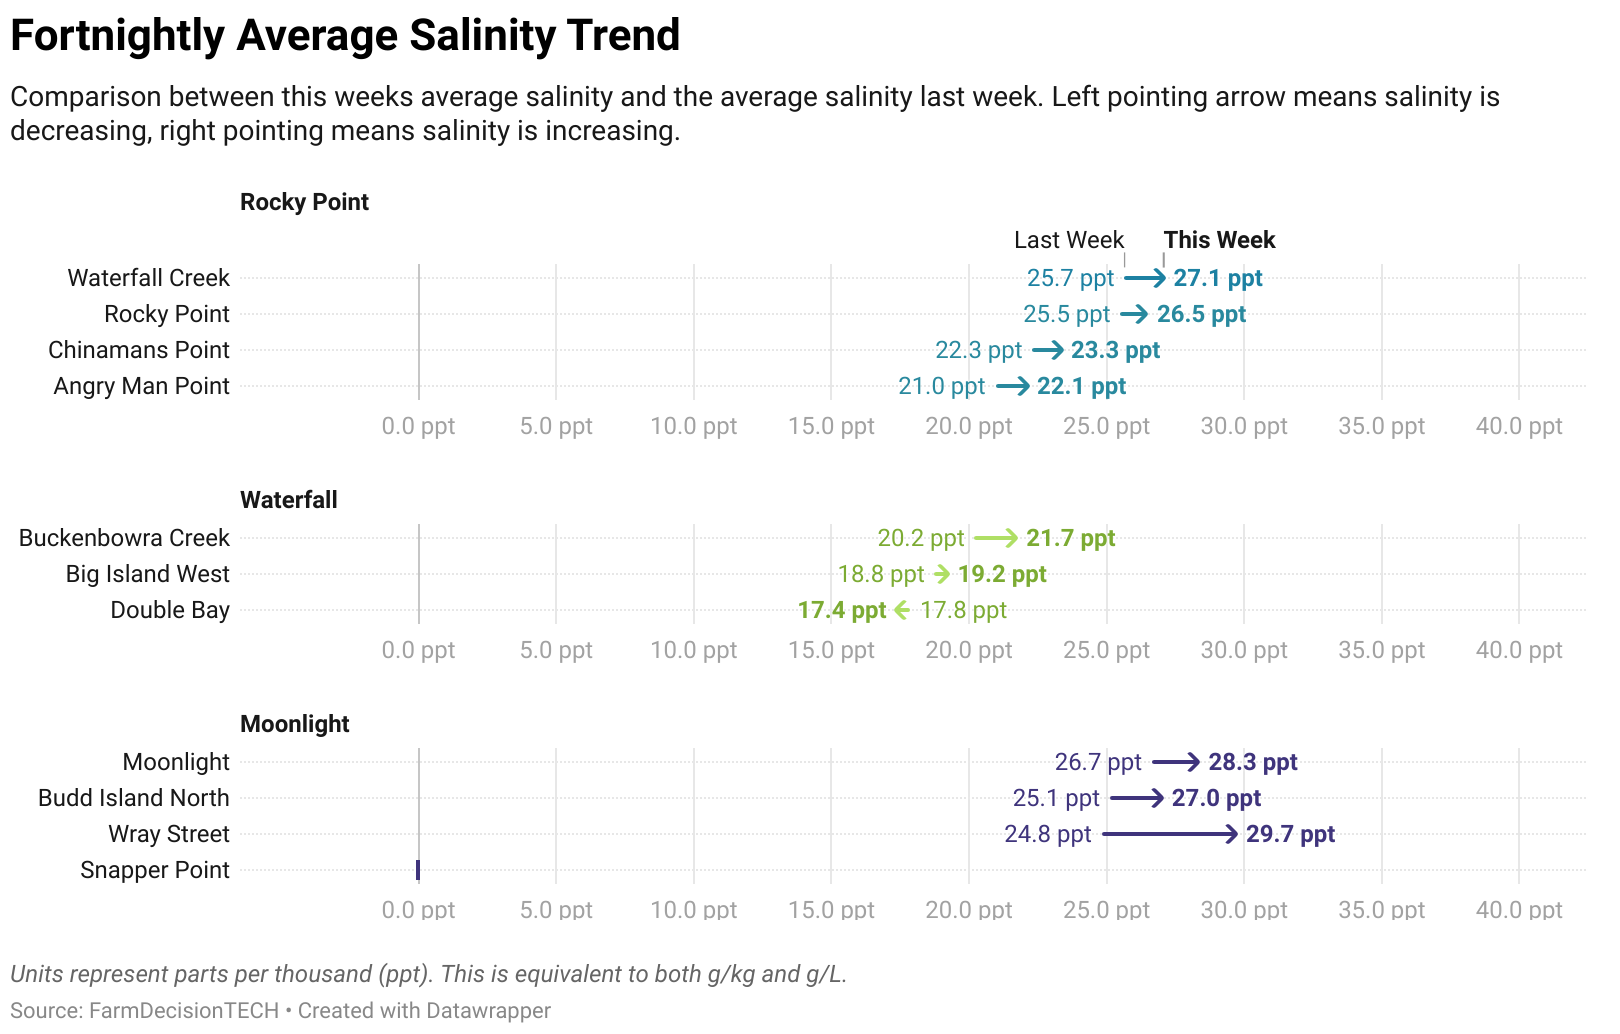 Fortnightly Average Salinity Trend
Comparison between this weeks average salinity and the average salinity last week. Left pointing arrow means salinity is
decreasing, right pointing means salinity is increasing.
Rocky Point
Last Week This Week
Waterfall Creek 25.7 ppt 27.1 ppt
Rocky Point 25.5 ppt 26.5 ppt
Chinamans Point 22.3 ppt 23.3 ppt
Angry Man Point 21.0 ppt 22.1 ppt
0.0 ppt 5.0 ppt 10.0 ppt 15.0 ppt 20.0 ppt 25.0 ppt 30.0 ppt 35.0 ppt 40.0 ppt
Waterfall
Buckenbowra Creek 20.2 ppt 21.7 ppt
Big Island West 18.8 ppt 19.2 ppt
Double Bay 17.4 ppt 17.8 ppt
0.0 ppt 5.0 ppt 10.0 ppt 15.0 ppt 20.0 ppt 25.0 ppt 30.0 ppt 35.0 ppt 40.0 ppt
Moonlight
Moonlight 26.7 ppt 28.3 ppt
Budd Island North 25.1 ppt 27.0 ppt
Wray Street 24.8 ppt 29.7 ppt
Snapper Point
0.0 ppt 5.0 ppt 10.0 ppt 15.0 ppt 20.0 ppt 25.0 ppt 30.0 ppt 35.0 ppt 40.0 ppt
Units represent parts per thousand (ppt). This is equivalent to both g/kg and g/L.
Source: FarmDecisionTECH • Created with Datawrapper